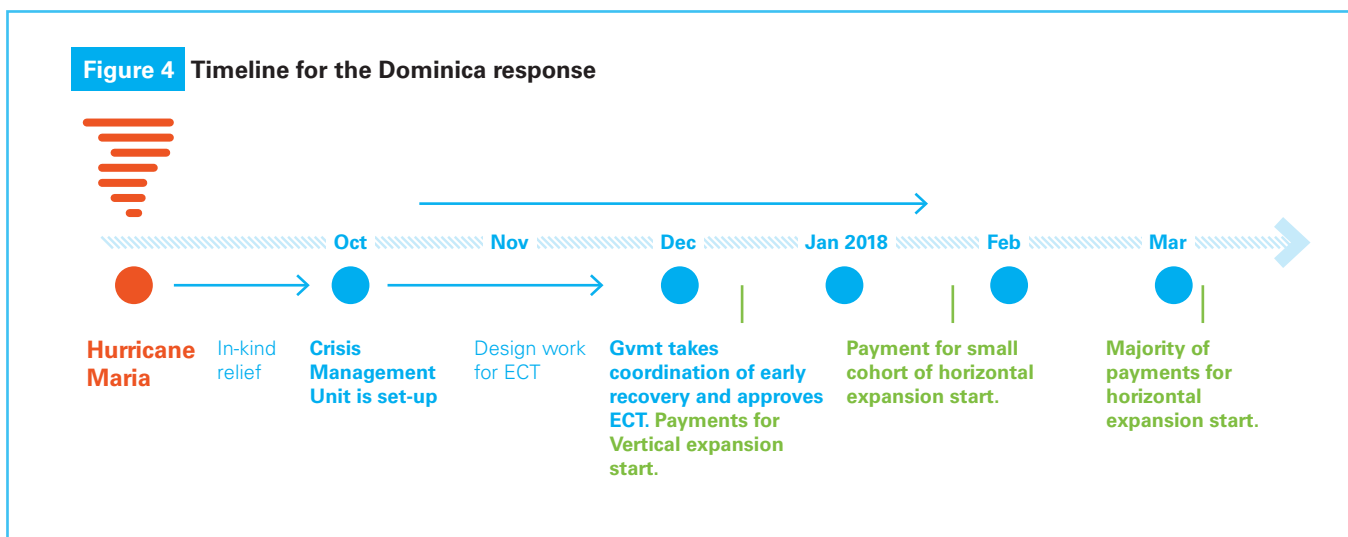 Figure 4 Timeline for the Dominica response
Oct Nov Dec Jan 2018 Feb Mar
Hurricane
Maria
In-kind
relief
Crisis
Management
Unit is set-up
Design work
for ECT
Gvmt takes
coordination of early
recovery and approves
ECT. Payments for
Vertical expansion
start.
Payment for small
cohort of horizontal
expansion start.
Majority of
payments for
horizontal
expansion start.